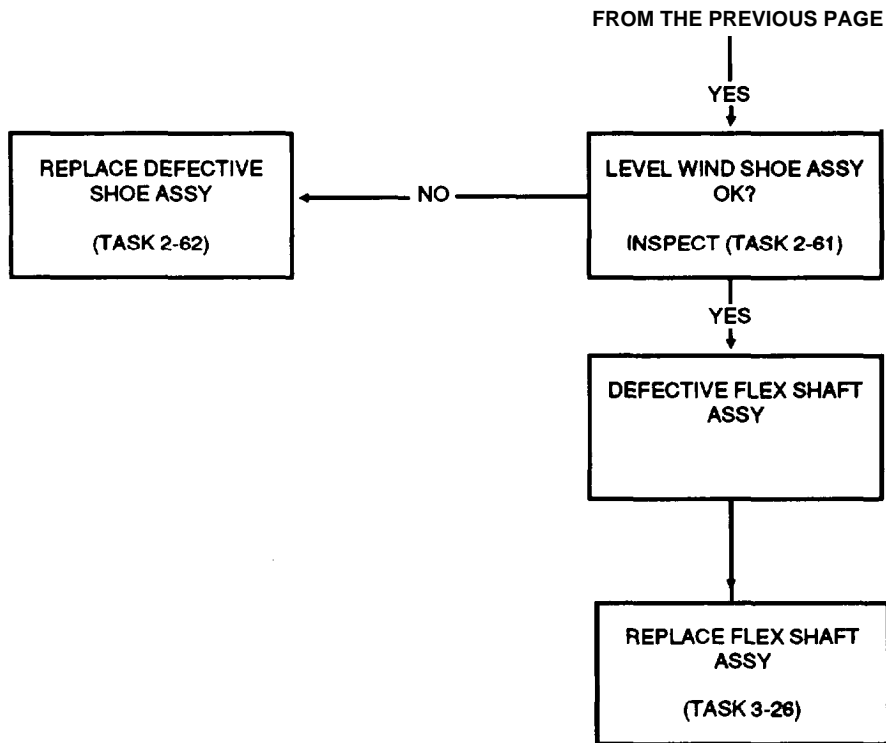 FROM THE PREVIOUS PAGE
YES
LEVEL WIND SHOE ASSY
OK?
INSPECT (TASK 2-61)
NO
REPLACE DEFECTIVE
SHOE ASSY
(TASK 2-62)
YES
DEFECTIVE FLEX SHAFT
ASSY
REPLACE FLEX SHAFT
ASSY
(TASK 3-26)